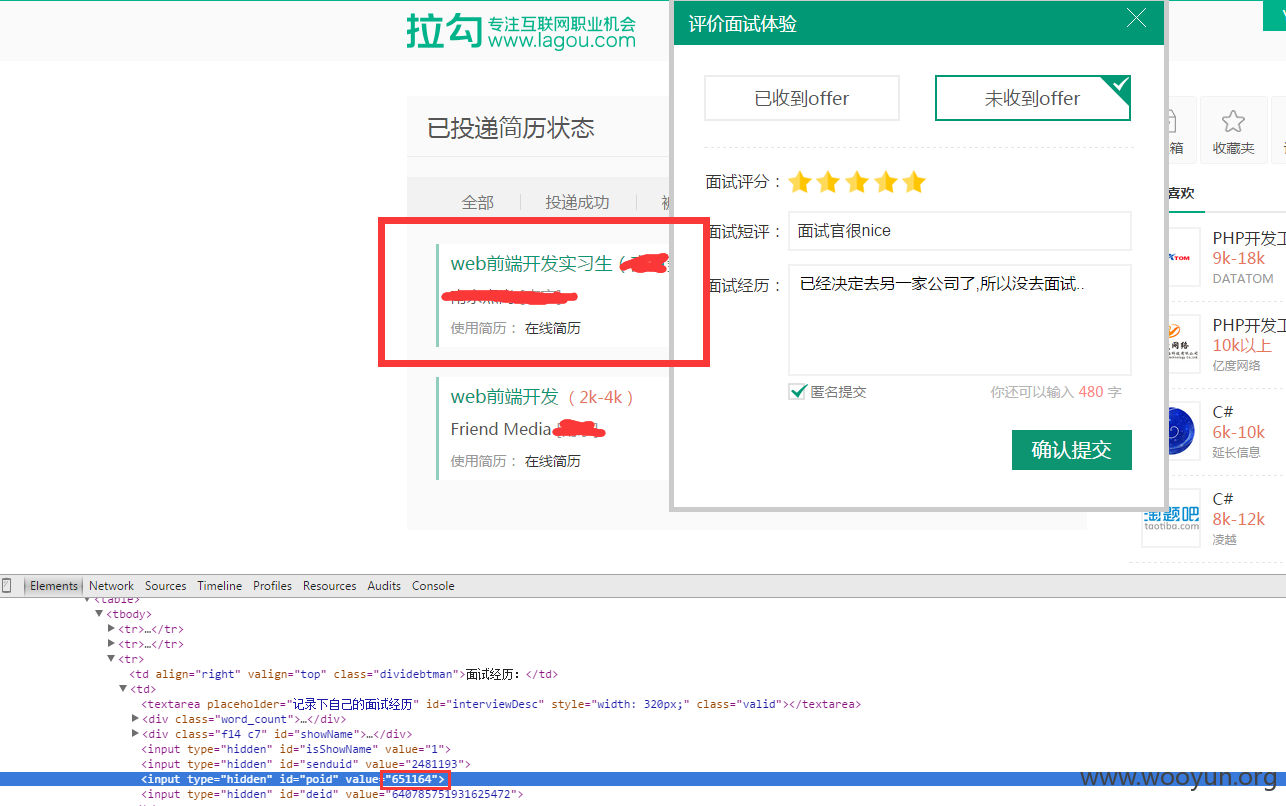 拉勾 专注互联网职业机会
www.lagou.com
已投递简历状态
全部 投递成功
web前端开发实习生
使用简历： 在线简历
web前端开发（2k-4k）
Friend Media
使用简历： 在线简历
评价面试体验
已收到offer 未收到offer
面试评分：
面试短评： 面试官很nice
面试经历： 已经决定去另一家公司了,所以没去面试..
匿名提交 你还可以输入 480 字
确认提交
箱 收藏夹
喜欢
PHP开发工
9k-18k
DATATOM
PHP开发工
10k以上
亿度网络
C#
6k-10k
延长信息
C#
8k-12k
凌越
淘题吧
taotiba.com
Elements Network Sources Timeline Profiles Resources Audits Console
<table>
<tbody>
<tr>…</tr>
<tr>…</tr>
<tr>
<td align="right" valign="top" class="dividebtman">面试经历：</td>
<td>
<textarea placeholder="记录下自己的面试经历" id="interviewDesc" style="width: 320px;" class="valid"></textarea>
<div class="word_count">…</div>
<div class="f14 c7" id="showName">…</div>
<input type="hidden" id="isShowName" value="1">
<input type="hidden" id="senduid" value="2481193">
<input type="hidden" id="poid" value="651164">
<input type="hidden" id="deid" value="640785751931625472">
www.wooyun.org